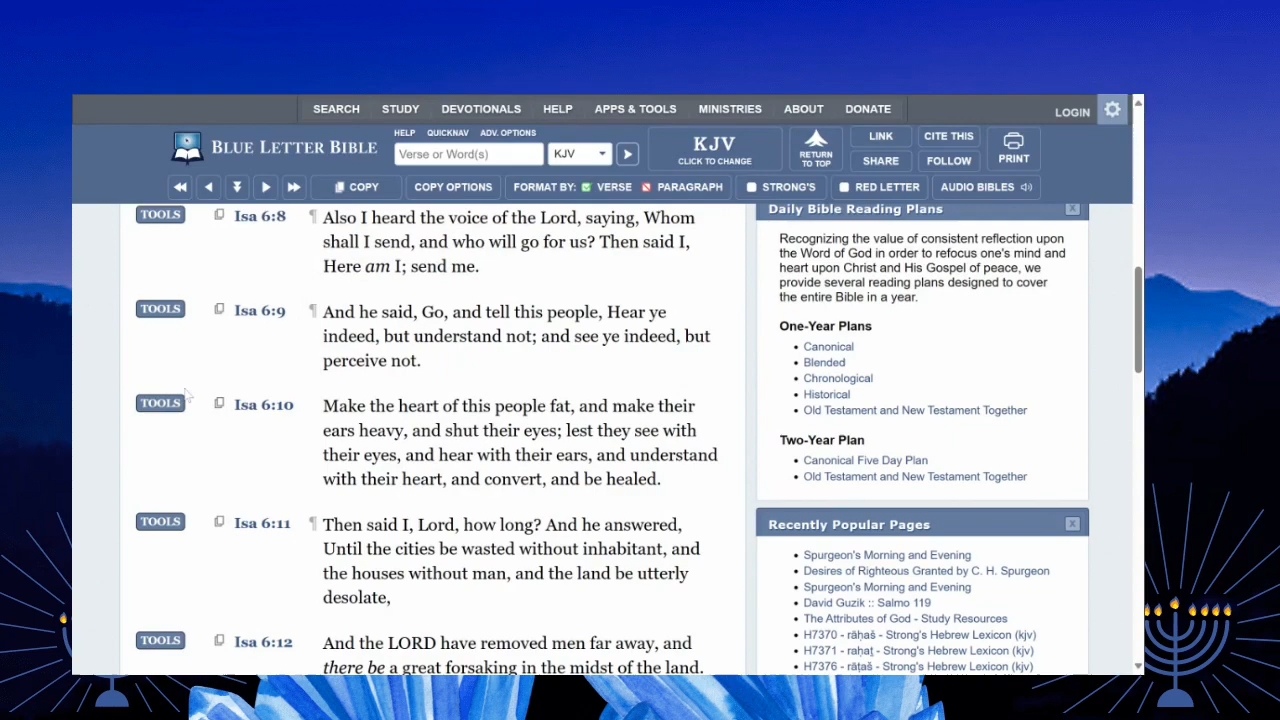 SEARCH STUDY DEVOTIONALS HELP APPS & TOOLS MINISTRIES ABOUT DONATE
LOGIN
BLUE LETTER BIBLE
HELP QUICKNAV ADV. OPTIONS
Verse or Word(s)
KJV
KJV
CLICK TO CHANGE
RETURN
TO TOP
LINK
CITE THIS
SHARE
FOLLOW
PRINT
COPY
COPY OPTIONS
FORMAT BY: VERSE PARAGRAPH
STRONG'S
RED LETTER
AUDIO BIBLES
TOOLS Isa 6:8 ¶ Also I heard the voice of the Lord, saying, Whom
shall I send, and who will go for us? Then said I,
Here am I; send me.
TOOLS Isa 6:9 ¶ And he said, Go, and tell this people, Hear ye
indeed, but understand not; and see ye indeed, but
perceive not.
TOOLS Isa 6:10 Make the heart of this people fat, and make their
ears heavy, and shut their eyes; lest they see with
their eyes, and hear with their ears, and understand
with their heart, and convert, and be healed.
TOOLS Isa 6:11 ¶ Then said I, Lord, how long? And he answered,
Until the cities be wasted without inhabitant, and
the houses without man, and the land be utterly
desolate,
TOOLS Isa 6:12 And the LORD have removed men far away, and
there be a great forsaking in the midst of the land.
Daily Bible Reading Plans X
Recognizing the value of consistent reflection upon
the Word of God in order to refocus one's mind and
heart upon Christ and His Gospel of peace, we
provide several reading plans designed to cover
the entire Bible in a year.
One-Year Plans
• Canonical
• Blended
• Chronological
• Historical
• Old Testament and New Testament Together
Two-Year Plan
• Canonical Five Day Plan
• Old Testament and New Testament Together
Recently Popular Pages X
• Spurgeon's Morning and Evening
• Desires of Righteous Granted by C. H. Spurgeon
• Spurgeon's Morning and Evening
• David Guzik :: Salmo 119
• The Attributes of God - Study Resources
• H7370 - rāḥaš - Strong's Hebrew Lexicon (kjv)
• H7371 - raḥaṯ - Strong's Hebrew Lexicon (kjv)
• H7376 - rāṭaš - Strong's Hebrew Lexicon (kjv)